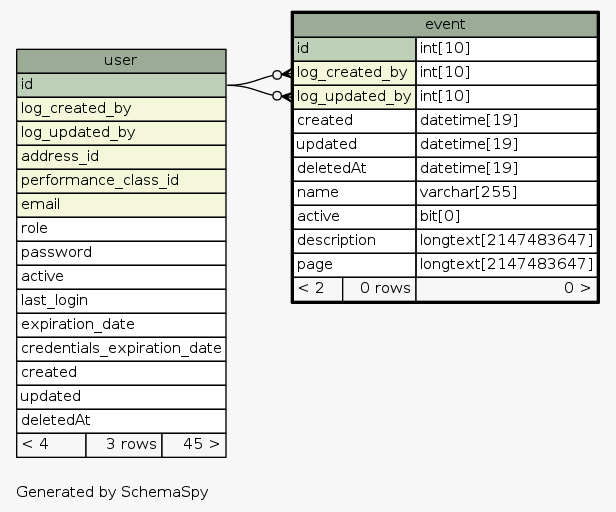 user
id
log_created_by
log_updated_by
address_id
performance_class_id
email
role
password
active
last_login
expiration_date
credentials_expiration_date
created
updated
deletedAt
< 4 3 rows 45 >
event
id int[10]
log_created_by int[10]
log_updated_by int[10]
created datetime[19]
updated datetime[19]
deletedAt datetime[19]
name varchar[255]
active bit[0]
description longtext[2147483647]
page longtext[2147483647]
< 2 0 rows 0 >
Generated by SchemaSpy